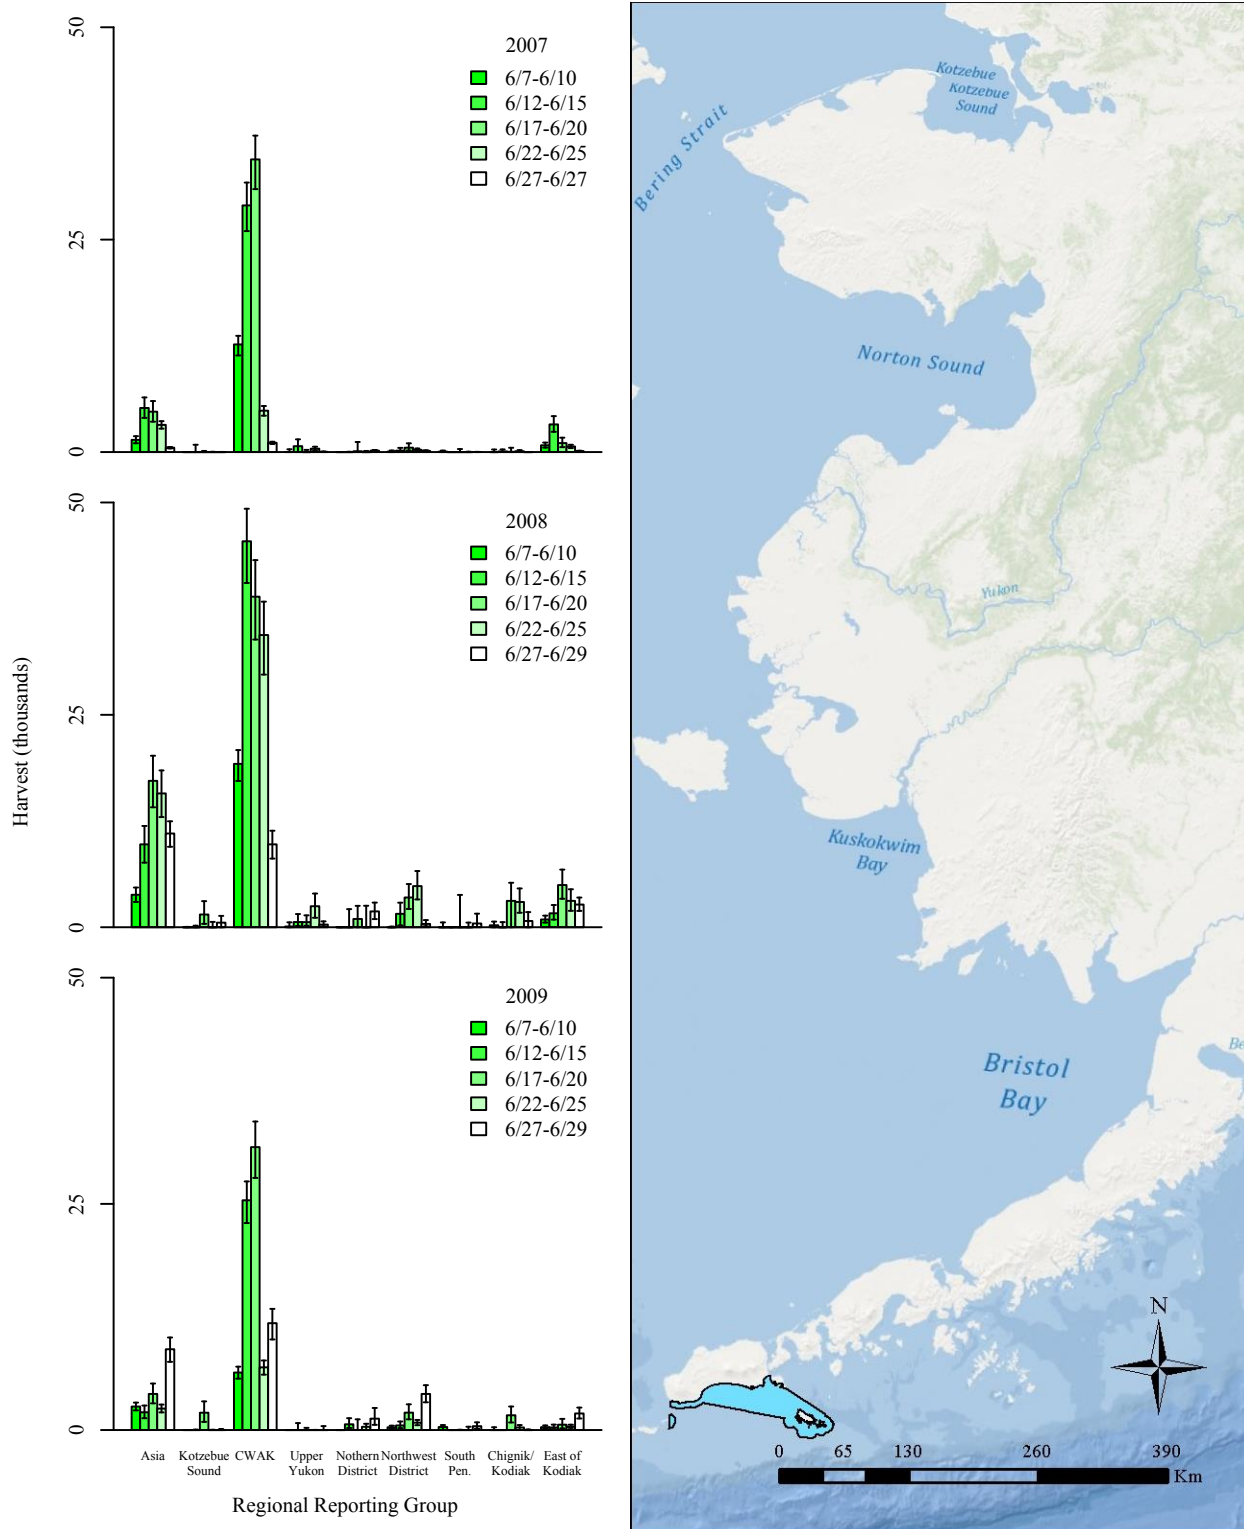 50
2007
6/7-6/10
6/12-6/15
6/17-6/20
6/22-6/25
6/27-6/27
25
0
50
2008
6/7-6/10
6/12-6/15
6/17-6/20
6/22-6/25
6/27-6/29
25
0
Harvest (thousands)
50
2009
6/7-6/10
6/12-6/15
6/17-6/20
6/22-6/25
6/27-6/29
25
0
Asia Kotzebue CWAK Upper Nothern Northwest South Chignik/ East of
Sound Yukon District District Pen. Kodiak Kodiak
Regional Reporting Group
Kotzebue
Kotzebue
Sound
Bering Strait
Norton Sound
Yukon
Kuskokwim
Bay
Bristol
Bay
N
0 65 130 260 390
Km